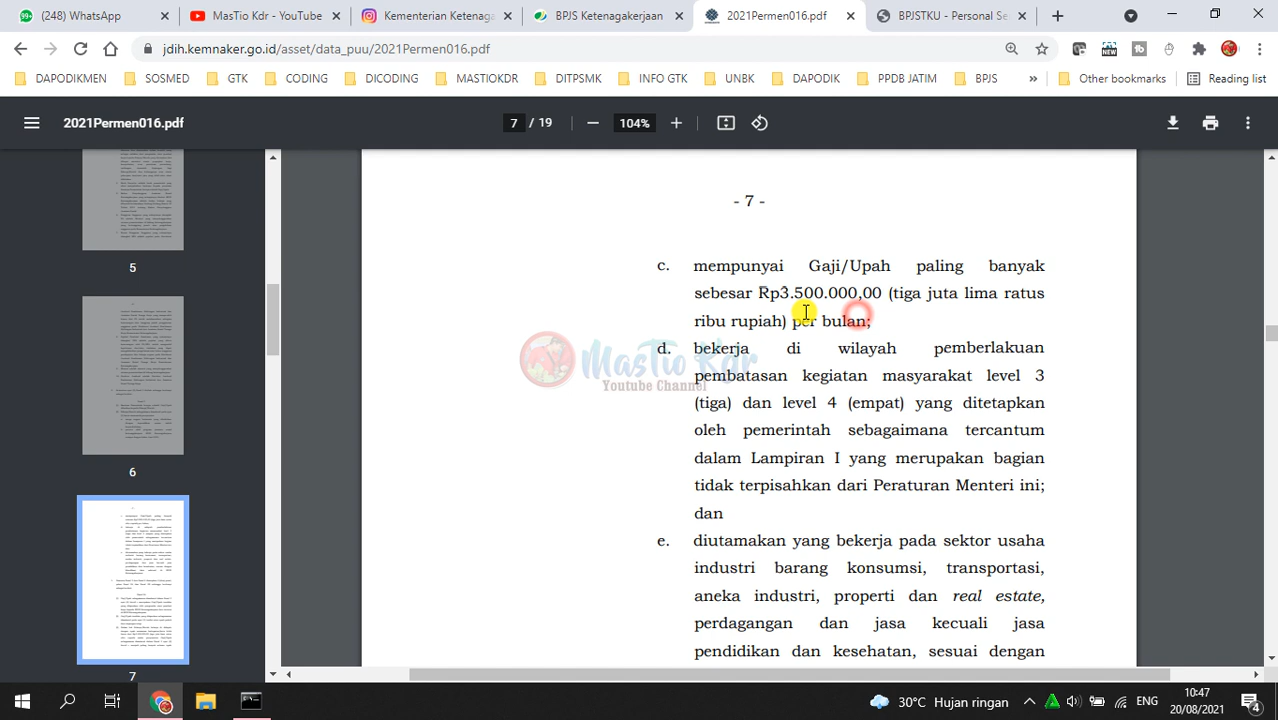 (248) WhatsApp
MasTio Kdr - YouTube
Kementerian Ketenaga
BPJS Ketenagakerjaan
2021Permen016.pdf
BPJSTKU - Personal Se
jdih.kemnaker.go.id/asset/data_puu/2021Permen016.pdf
DAPODIKMEN
SOSMED
GTK
CODING
DICODING
MASTIOKDR
DITPSMK
INFO GTK
UNBK
DAPODIK
PPDB JATIM
BPJS
»
Other bookmarks
Reading list
2021Permen016.pdf
7 / 19
104%
5
6
7
- 7 -
c. mempunyai Gaji/Upah paling banyak
sebesar Rp3.500.000,00 (tiga juta lima ratus
ribu rupiah) per bulan;
d. bekerja di wilayah pemberlakuan
pembatasan kegiatan masyarakat level 3
(tiga) dan level 4 (empat) yang ditetapkan
oleh pemerintah sebagaimana tercantum
dalam Lampiran I yang merupakan bagian
tidak terpisahkan dari Peraturan Menteri ini;
dan
e. diutamakan yang bekerja pada sektor usaha
industri barang konsumsi, transportasi,
aneka industri, properti dan real estate,
perdagangan dan jasa kecuali jasa
pendidikan dan kesehatan, sesuai dengan
Youtube Channel
30°C Hujan ringan
ENG
10:47
20/08/2021
4